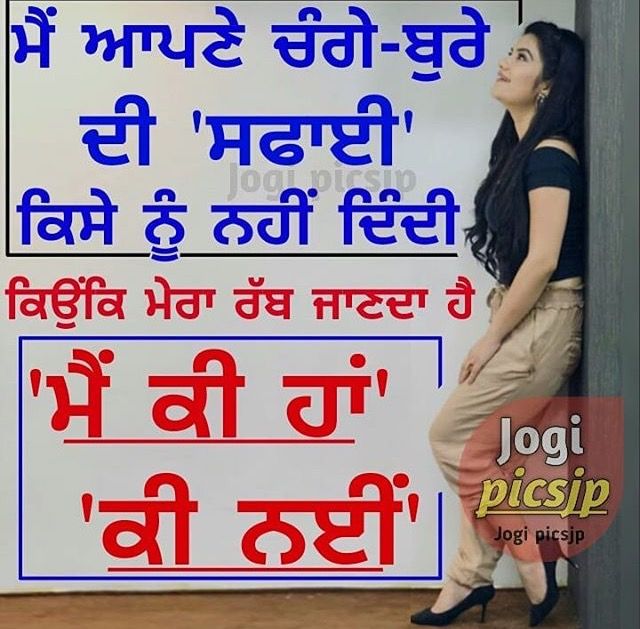 ਮੈਂ ਆਪਣੇ ਚੰਗੇ-ਬੁਰੇ
ਦੀ 'ਸਫਾਈ'
Jogi picsjp
ਕਿਸੇ ਨੂੰ ਨਹੀਂ ਦਿੰਦੀ
ਕਿਉਂਕਿ ਮੇਰਾ ਰੱਬ ਜਾਣਦਾ ਹੈ
'ਮੈਂ ਕੀ ਹਾਂ'
'ਕੀ ਨਈਂ'
Jogi
picsjp
Jogi picsjp